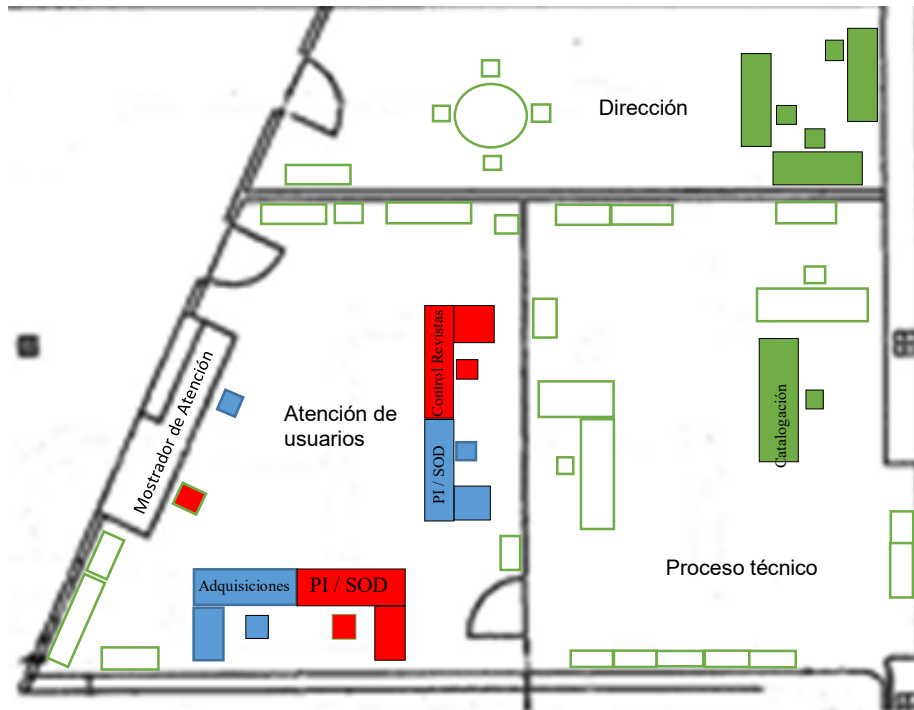 Dirección
Control Revistas
Mostrador de Atención
Atención de
usuarios
Catalogación
PI / SOD
Proceso técnico
Adquisiciones
PI / SOD